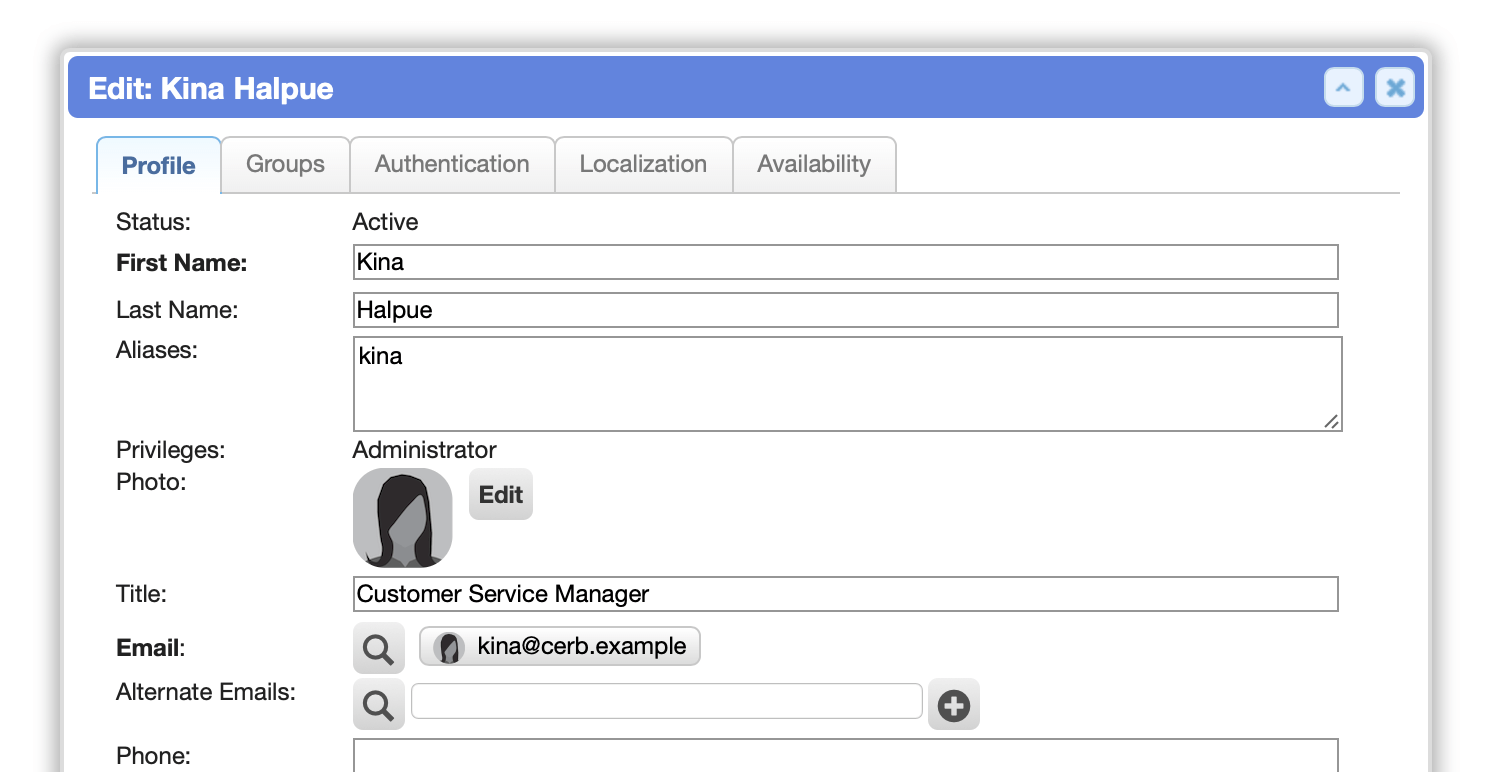 Edit: Kina Halpue
Profile Groups Authentication Localization Availability
Status: Active
First Name: Kina
Last Name: Halpue
Aliases: kina
Privileges: Administrator
Photo: Edit
Title: Customer Service Manager
Email: kina@cerb.example
Alternate Emails:
Phone: